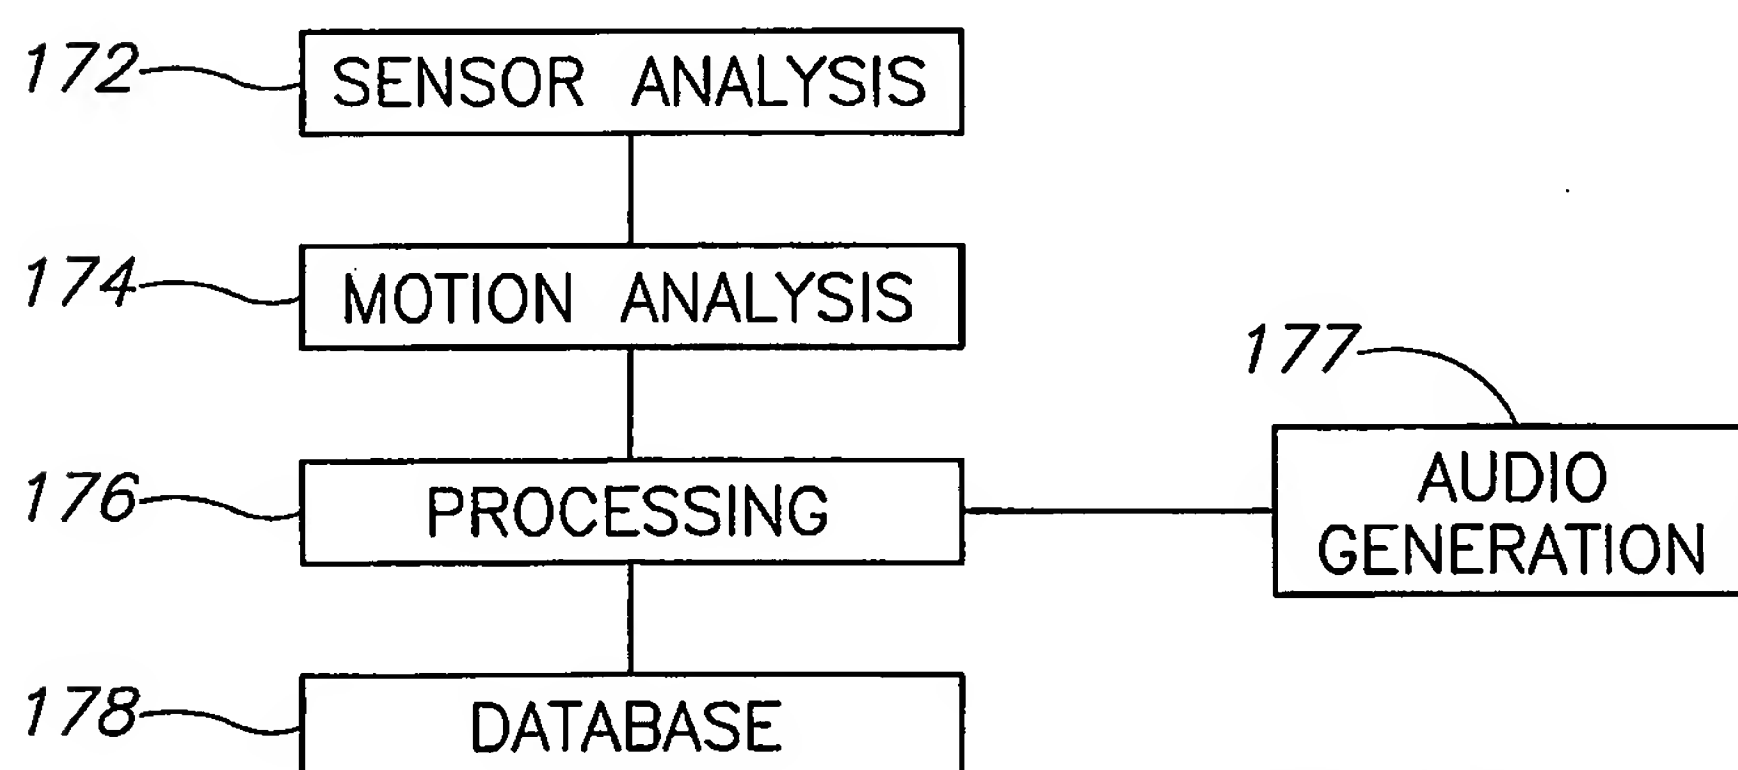 172 SENSOR ANALYSIS
174 MOTION ANALYSIS
177
176 PROCESSING
AUDIO
GENERATION
178 DATABASE